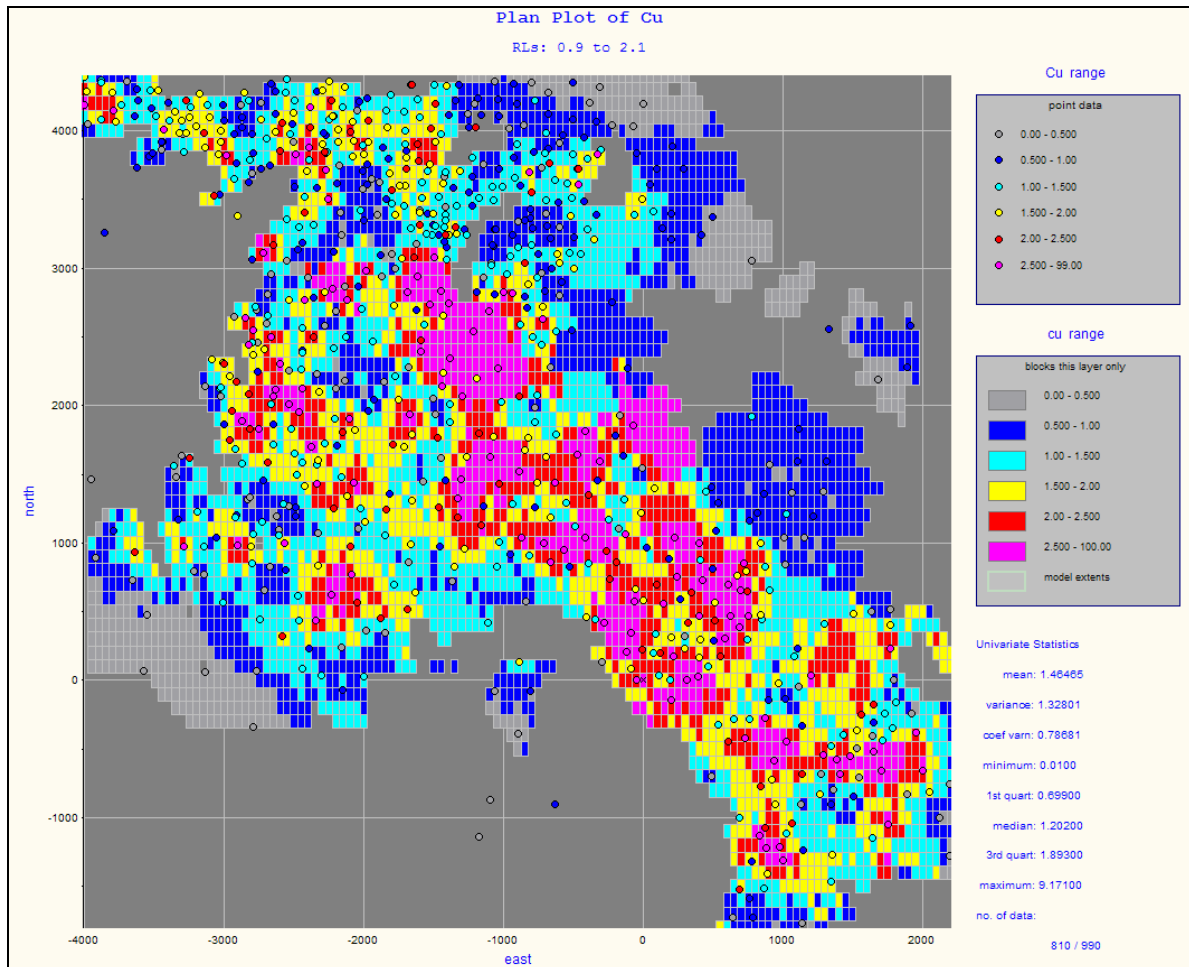 Plan Plot of Cu
RLs: 0.9 to 2.1
4000
3000
2000
1000
0
-1000
north
-4000
-3000
-2000
-1000
0
1000
2000
east
Cu range
point data
0.00 - 0.500
0.500 - 1.00
1.00 - 1.500
1.500 - 2.00
2.00 - 2.500
2.500 - 99.00
cu range
blocks this layer only
0.00 - 0.500
0.500 - 1.00
1.00 - 1.500
1.500 - 2.00
2.00 - 2.500
2.500 - 100.00
model extents
Univariate Statistics
mean: 1.46465
variance: 1.32801
coef varn: 0.78681
minimum: 0.0100
1st quart: 0.69900
median: 1.20200
3rd quart: 1.89300
maximum: 9.17100
no. of data:
810 / 990